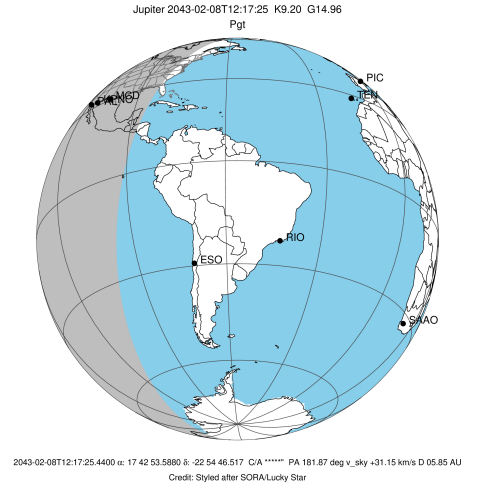 Jupiter 2043-02-08T12:17:25 K9.20 G14.96
Pgt
PIC
TEN
MCD
RIO
ESO
SAAO
2043-02-08T12:17:25.4400 α: 17 42 53.5880 δ: -22 54 46.517 C/A *****" PA 181.87 deg v_sky +31.15 km/s D 05.85 AU
Credit: Styled after SORA/Lucky Star